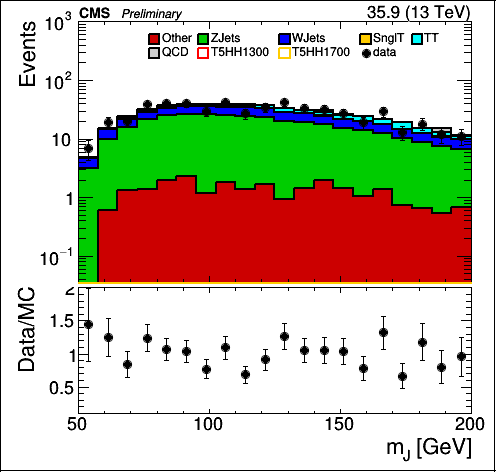 CMS Preliminary 35.9 (13 TeV)
Other ZJets WJets SnglT TT
QCD T5HH1300 T5HH1700 data
Events
10³
10²
10
1
10⁻¹
Data/MC
2
1.5
1
0.5
50 100 150 200
m_J [GeV]